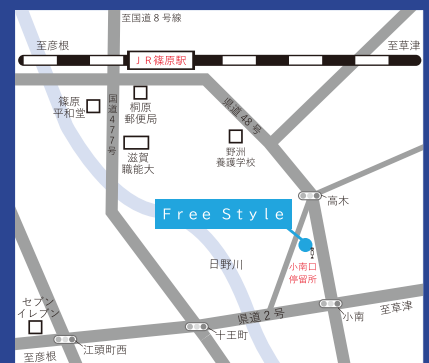 至国道8号線
至彦根
至草津
JR篠原駅
篠原
平和堂
桐原
郵便局
国道477号
県道48号
滋賀
職能大
野洲
養護学校
高木
Free Style
日野川
小南口
停留所
セブン
イレブン
県道2号
小南
至草津
十王町
江頭町西
至彦根